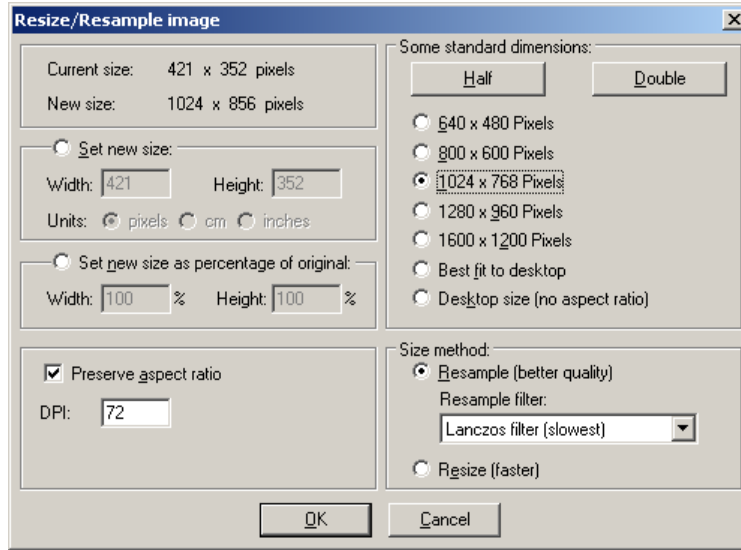 Resize/Resample image
Current size: 421 x 352 pixels
New size: 1024 x 856 pixels
Set new size:
Width: 421 Height: 352
Units: pixels cm inches
Set new size as percentage of original:
Width: 100 % Height: 100 %
Preserve aspect ratio
DPI: 72
Some standard dimensions:
Half Double
640 x 480 Pixels
800 x 600 Pixels
1024 x 768 Pixels
1280 x 960 Pixels
1600 x 1200 Pixels
Best fit to desktop
Desktop size (no aspect ratio)
Size method:
Resample (better quality)
Resample filter:
Lanczos filter (slowest)
Resize (faster)
OK Cancel